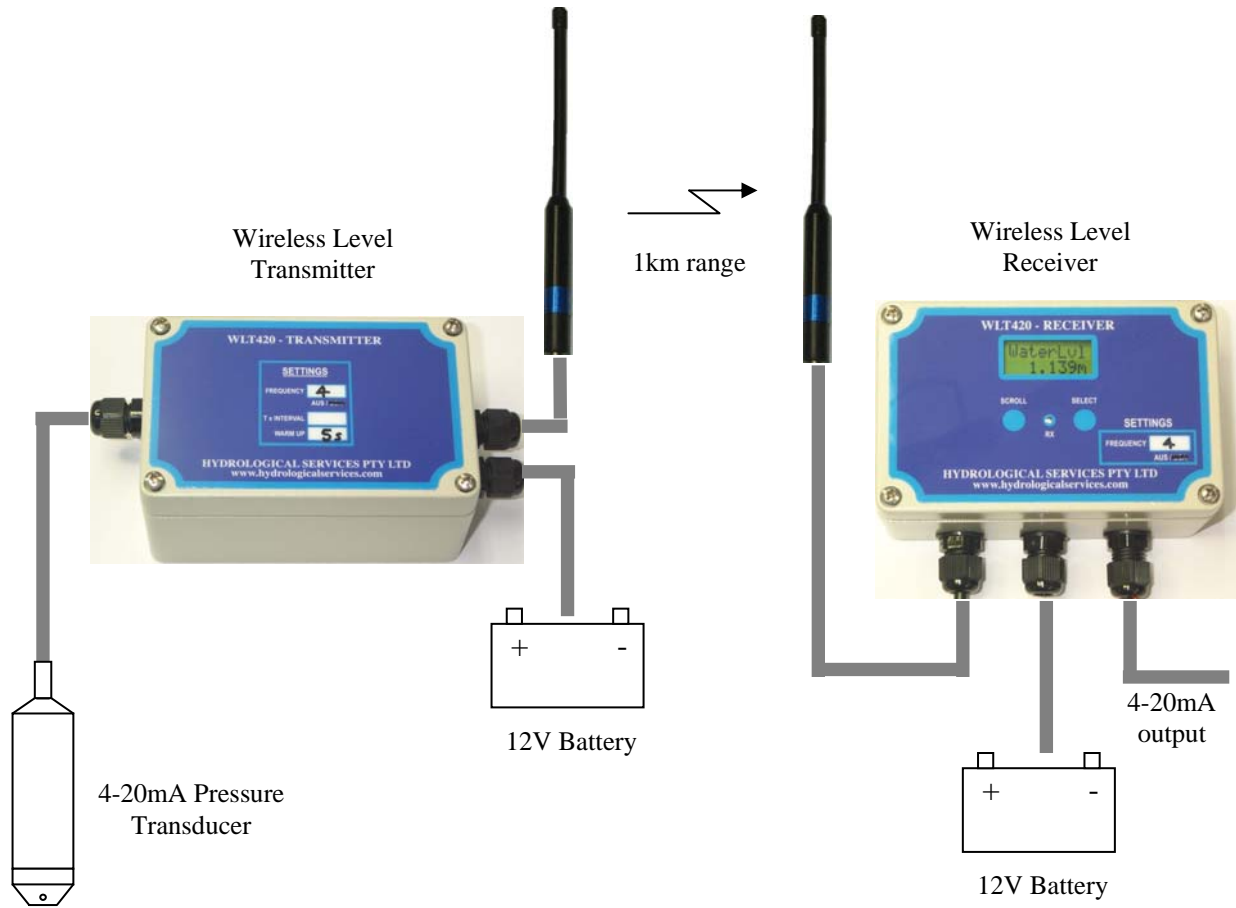 Wireless Level
Transmitter
1km range
Wireless Level
Receiver
WLT420 - TRANSMITTER
SETTINGS
FREQUENCY 4
AUS /
T x INTERVAL
WARM UP 5s
HYDROLOGICAL SERVICES PTY LTD
www.hydrologicalservices.com
WLT420 - RECEIVER
WaterLvl
1.139m
SCROLL SELECT
RX
SETTINGS
FREQUENCY 4
AUS /
HYDROLOGICAL SERVICES PTY LTD
www.hydrologicalservices.com
+ -
12V Battery
4-20mA
output
4-20mA Pressure
Transducer
+ -
12V Battery